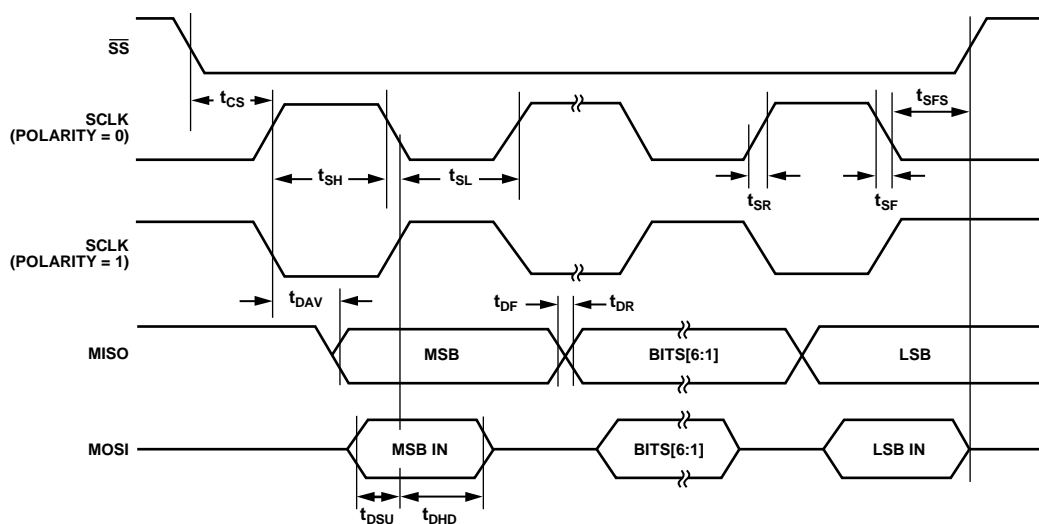 SS
tCS
tSFS
SCLK
(POLARITY = 0)
tSH
tSL
tSR
tSF
SCLK
(POLARITY = 1)
tDAV
tDF
tDR
MISO
MSB
BITS[6:1]
LSB
MOSI
MSB IN
BITS[6:1]
LSB IN
tDSU
tDHD